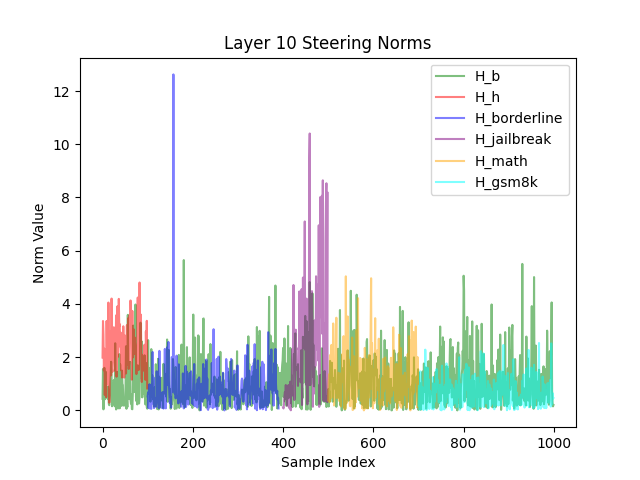 Layer 10 Steering Norms
H_b
H_h
H_borderline
H_jailbreak
H_math
H_gsm8k
Norm Value
12
10
8
6
4
2
0
0 200 400 600 800 1000
Sample Index